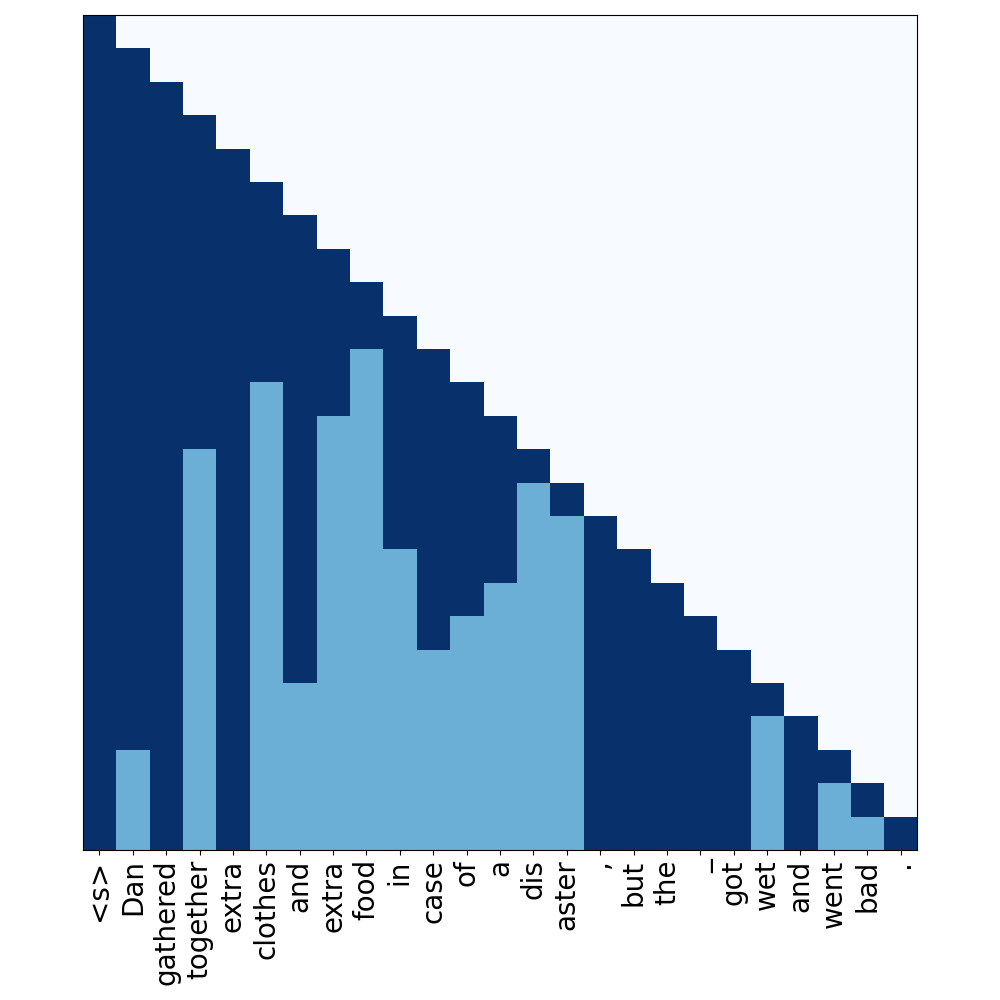 <s> Dan gathered together extra clothes and extra food in case of a dis aster , but the _ got wet and went bad .